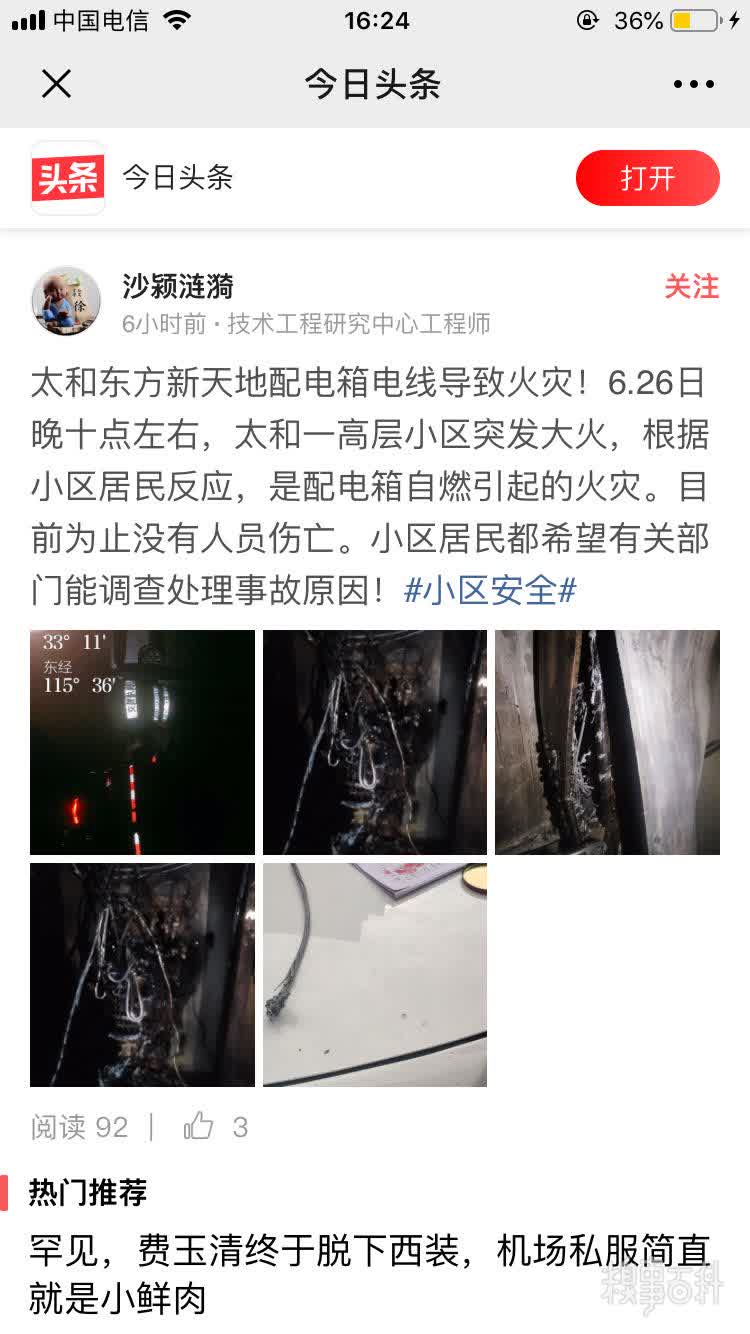 中国电信
16:24
36%
今日头条
头条
今日头条
打开
徐
沙颍涟漪
关注
6小时前 · 技术工程研究中心工程师
太和东方新天地配电箱电线导致火灾！6.26日
晚十点左右，太和一高层小区突发大火，根据
小区居民反应，是配电箱自燃引起的火灾。目
前为止没有人员伤亡。小区居民都希望有关部
门能调查处理事故原因！#小区安全#
33° 11'
东经
115° 36'
阅读 92
3
热门推荐
罕见，费玉清终于脱下西装，机场私服简直
就是小鲜肉
糗事百科